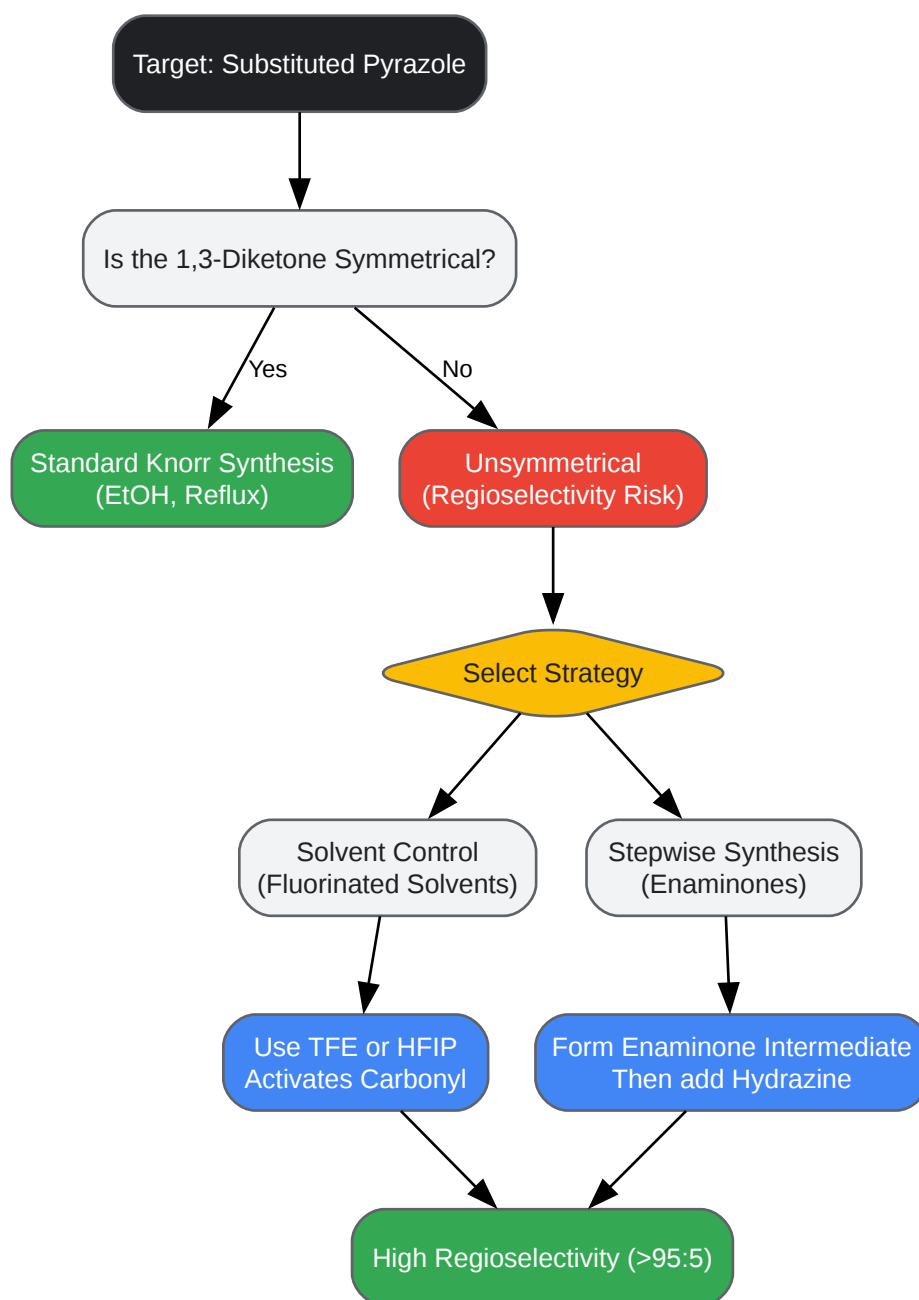 Target: Substituted Pyrazole
Is the 1,3-Diketone Symmetrical?
Yes
No
Standard Knorr Synthesis
(EtOH, Reflux)
Unsymmetrical
(Regioselectivity Risk)
Select Strategy
Solvent Control
(Fluorinated Solvents)
Stepwise Synthesis
(Enaminones)
Use TFE or HFIP
Activates Carbonyl
Form Enaminone Intermediate
Then add Hydrazine
High Regioselectivity (>95:5)